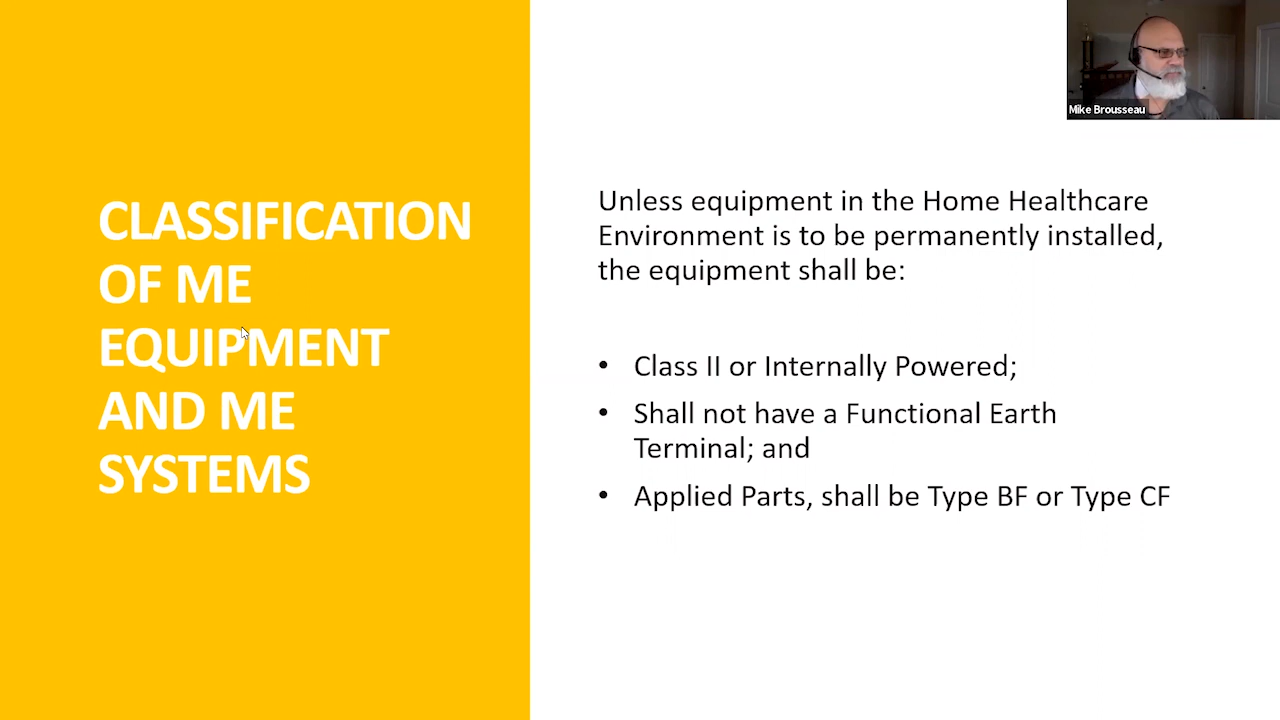 CLASSIFICATION
OF ME
EQUIPMENT
AND ME
SYSTEMS
Mike Brousseau
Unless equipment in the Home Healthcare
Environment is to be permanently installed,
the equipment shall be:
• Class II or Internally Powered;
• Shall not have a Functional Earth
Terminal; and
• Applied Parts, shall be Type BF or Type CF